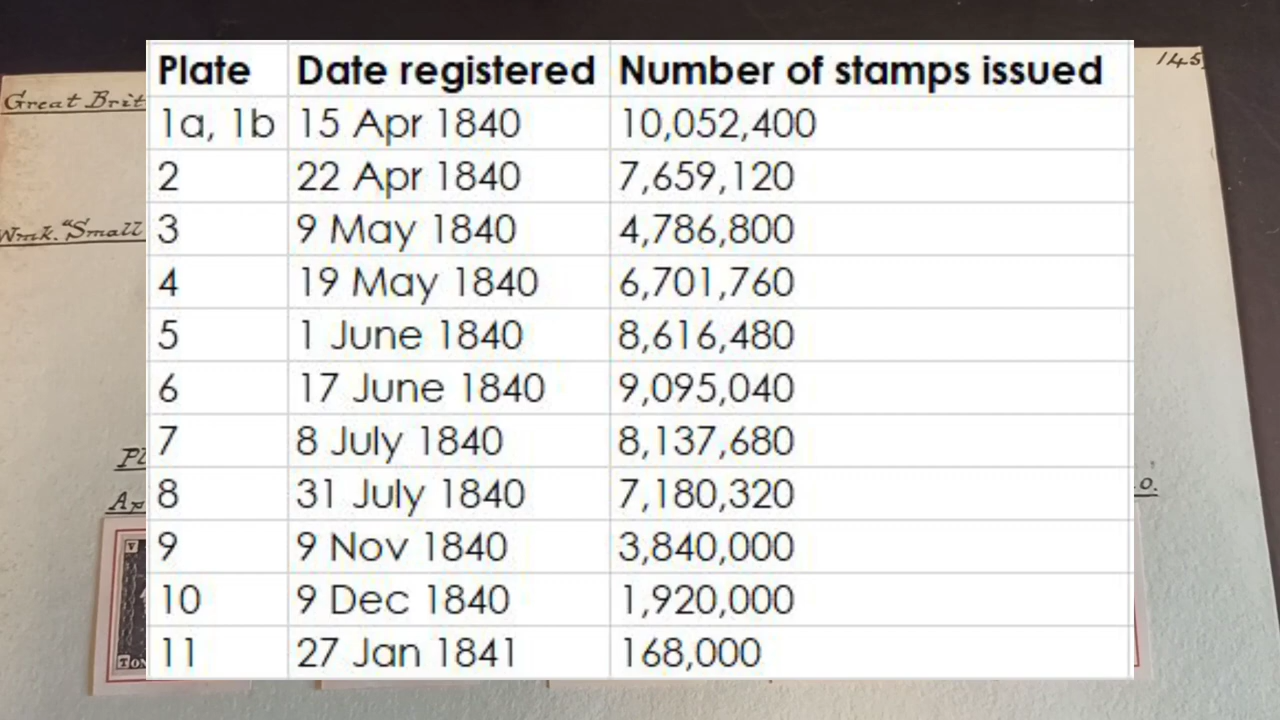 Plate Date registered Number of stamps issued
1a, 1b 15 Apr 1840 10,052,400
2 22 Apr 1840 7,659,120
3 9 May 1840 4,786,800
4 19 May 1840 6,701,760
5 1 June 1840 8,616,480
6 17 June 1840 9,095,040
7 8 July 1840 8,137,680
8 31 July 1840 7,180,320
9 9 Nov 1840 3,840,000
10 9 Dec 1840 1,920,000
11 27 Jan 1841 168,000
145
Great Brit
Wmk. "Small
Pl
Ap
o.
V
T